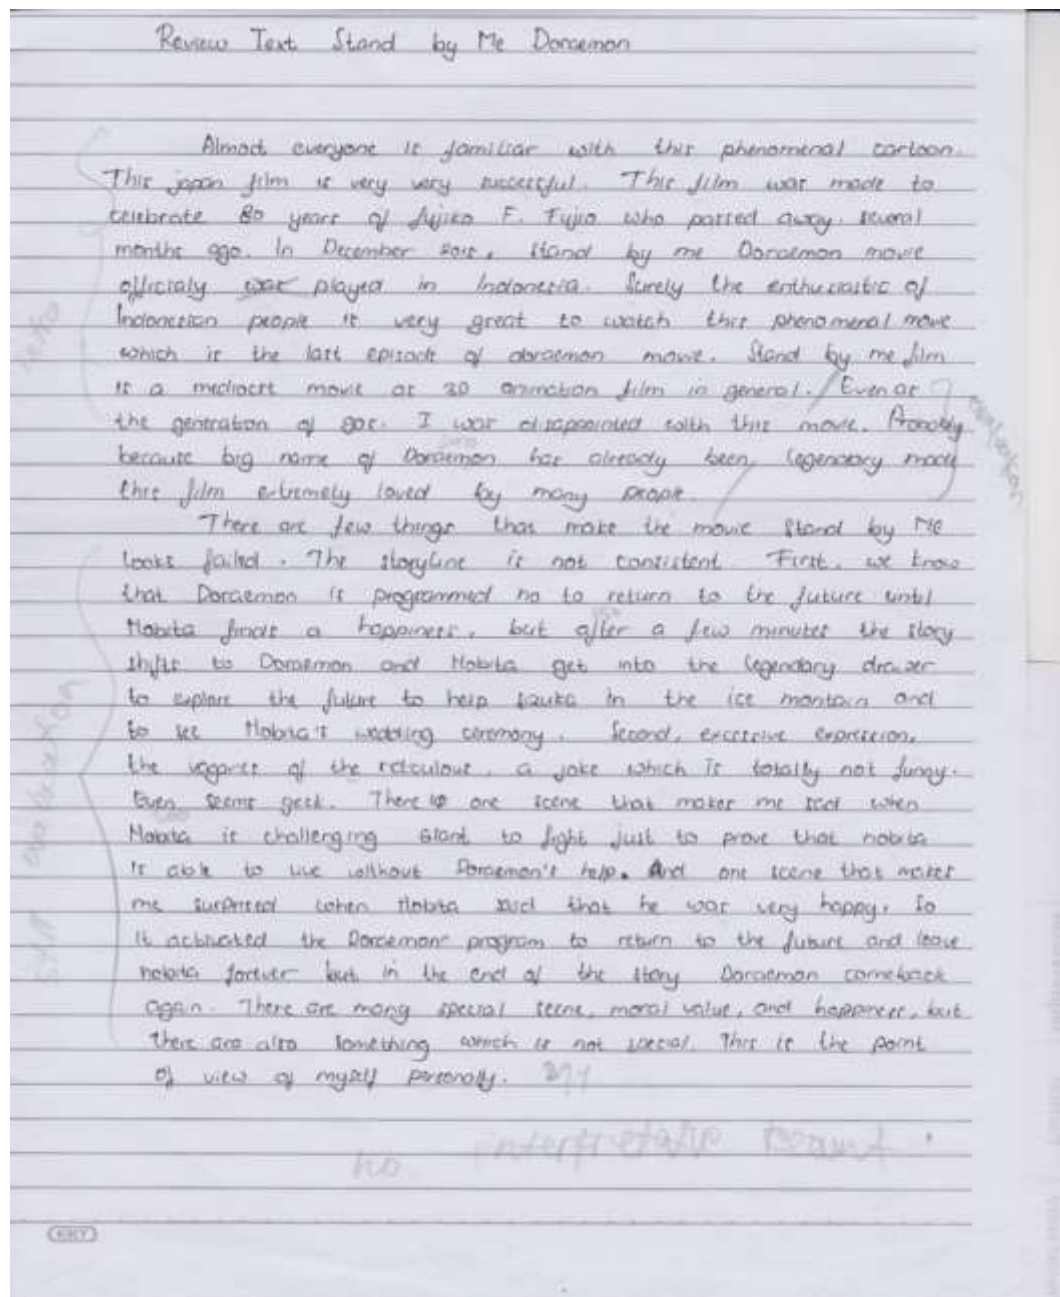 Review Text Stand by Me Doraemon
Almost everyone is familiar with this phenomenal cartoon.
This japan film is very very successful. This film was made to
celebrate 80 years of fujiko F. Fujio who passed away several
months ago. In December 2015, stand by me Doraemon movie
officialy was played in Indonesia. Surely the enthusiastic of
Indonesian people is very great to watch this phenomenal movie
which is the last episode of doraemon movie. Stand by me film
is a mediocre movie as 3D animation film in general. Even as
the generation of 90s. I was disappointed with this movie. Probably
because big name of Doraemon has already been legendary made
this film extremely loved by many people.
There are few things that make the movie Stand by Me
looks failed. The storyline is not consistent. First, we know
that Doraemon is programmed no to return to the future until
Nobita finds a happiness, but after a few minutes the story
shifts to Doraemon and Nobita get into the legendary drawer
to explore the future to help in the ice montain and
to see Nobita's wedding ceremony. Second, excessive expression,
the of the rediculous, a joke which is totally not funny.
Even seems geek. There is one scene that makes me sad when
Nobita is challenging Giant to fight just to prove that nobita
is able to live without Doraemon's help. And one scene that makes
me surprised when Nobita said that he was very happy. So
it activated the Doraemons program to return to the future and leave
nobita forever but in the end of the story Doraemon comeback
again. There are many special scene, moral value, and happiness, but
there are also something which is not special. This is the point
of view of myself personally. 371
no interpretative recount
intro
evaluation
still evaluation
KKY